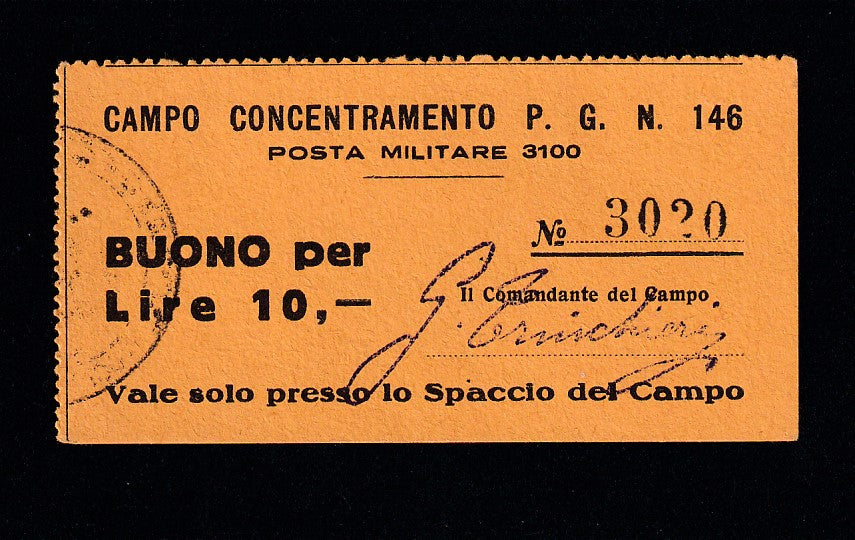 CAMPO CONCENTRAMENTO P. G. N. 146
POSTA MILITARE 3100
№ 3020
BUONO per
Lire 10,—
Il Comandante del Campo
Vale solo presso lo Spaccio del Campo